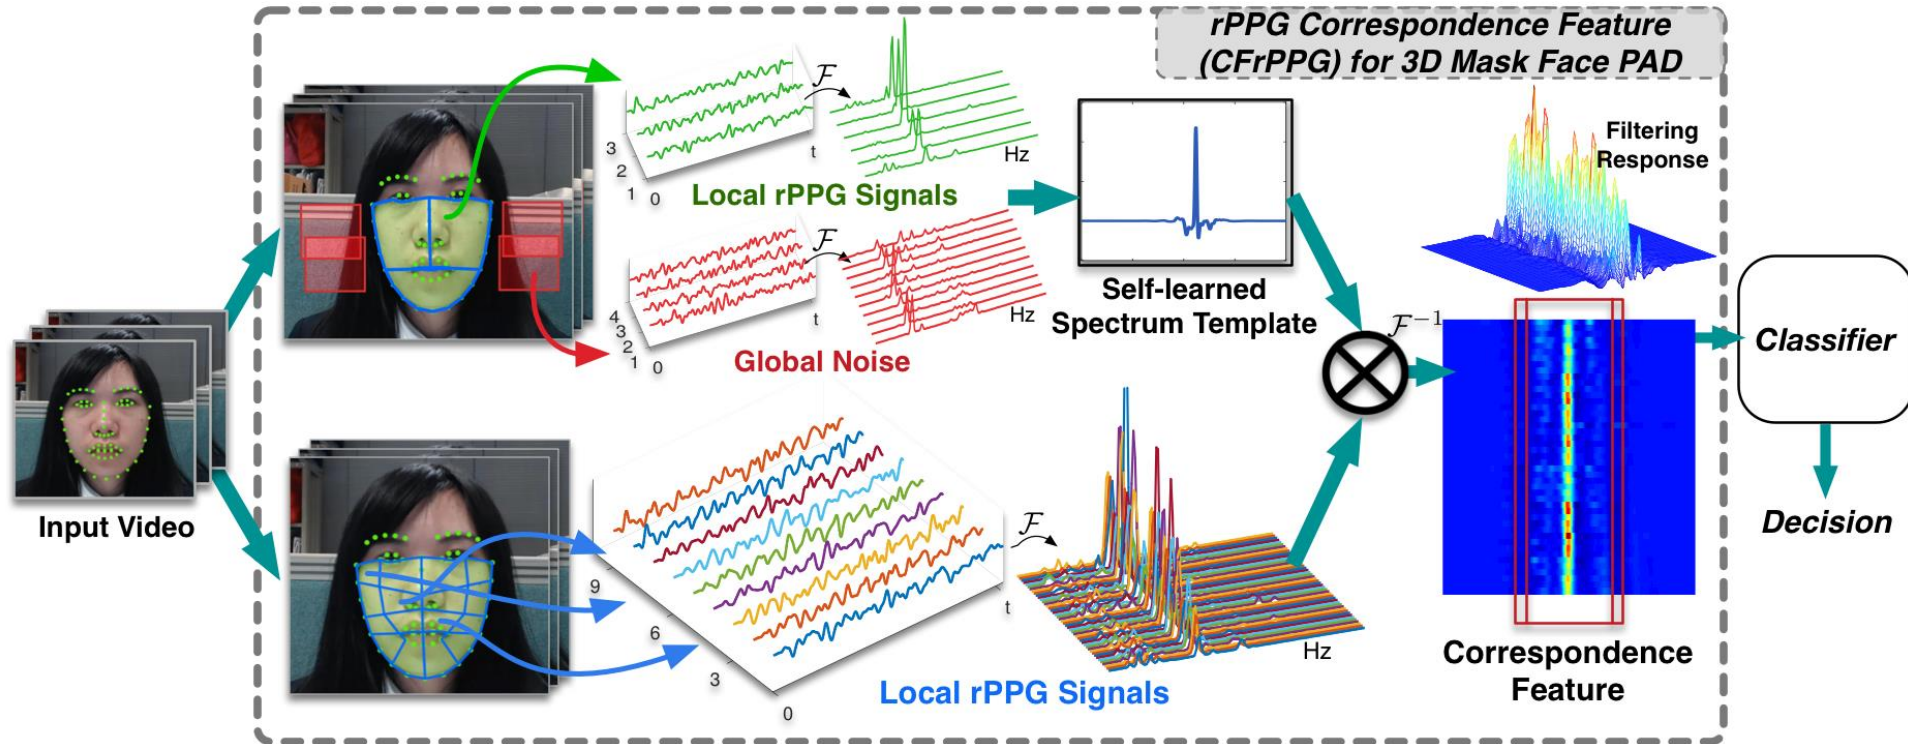 rPPG Correspondence Feature
(CFrPPG) for 3D Mask Face PAD
Input Video
3
2
1
0
t
ℱ
Hz
Local rPPG Signals
4
3
2
1
0
t
ℱ
Hz
Global Noise
Self-learned
Spectrum Template
Filtering
Response
ℱ⁻¹
9
6
3
0
t
ℱ
Hz
Local rPPG Signals
Correspondence
Feature
Classifier
Decision